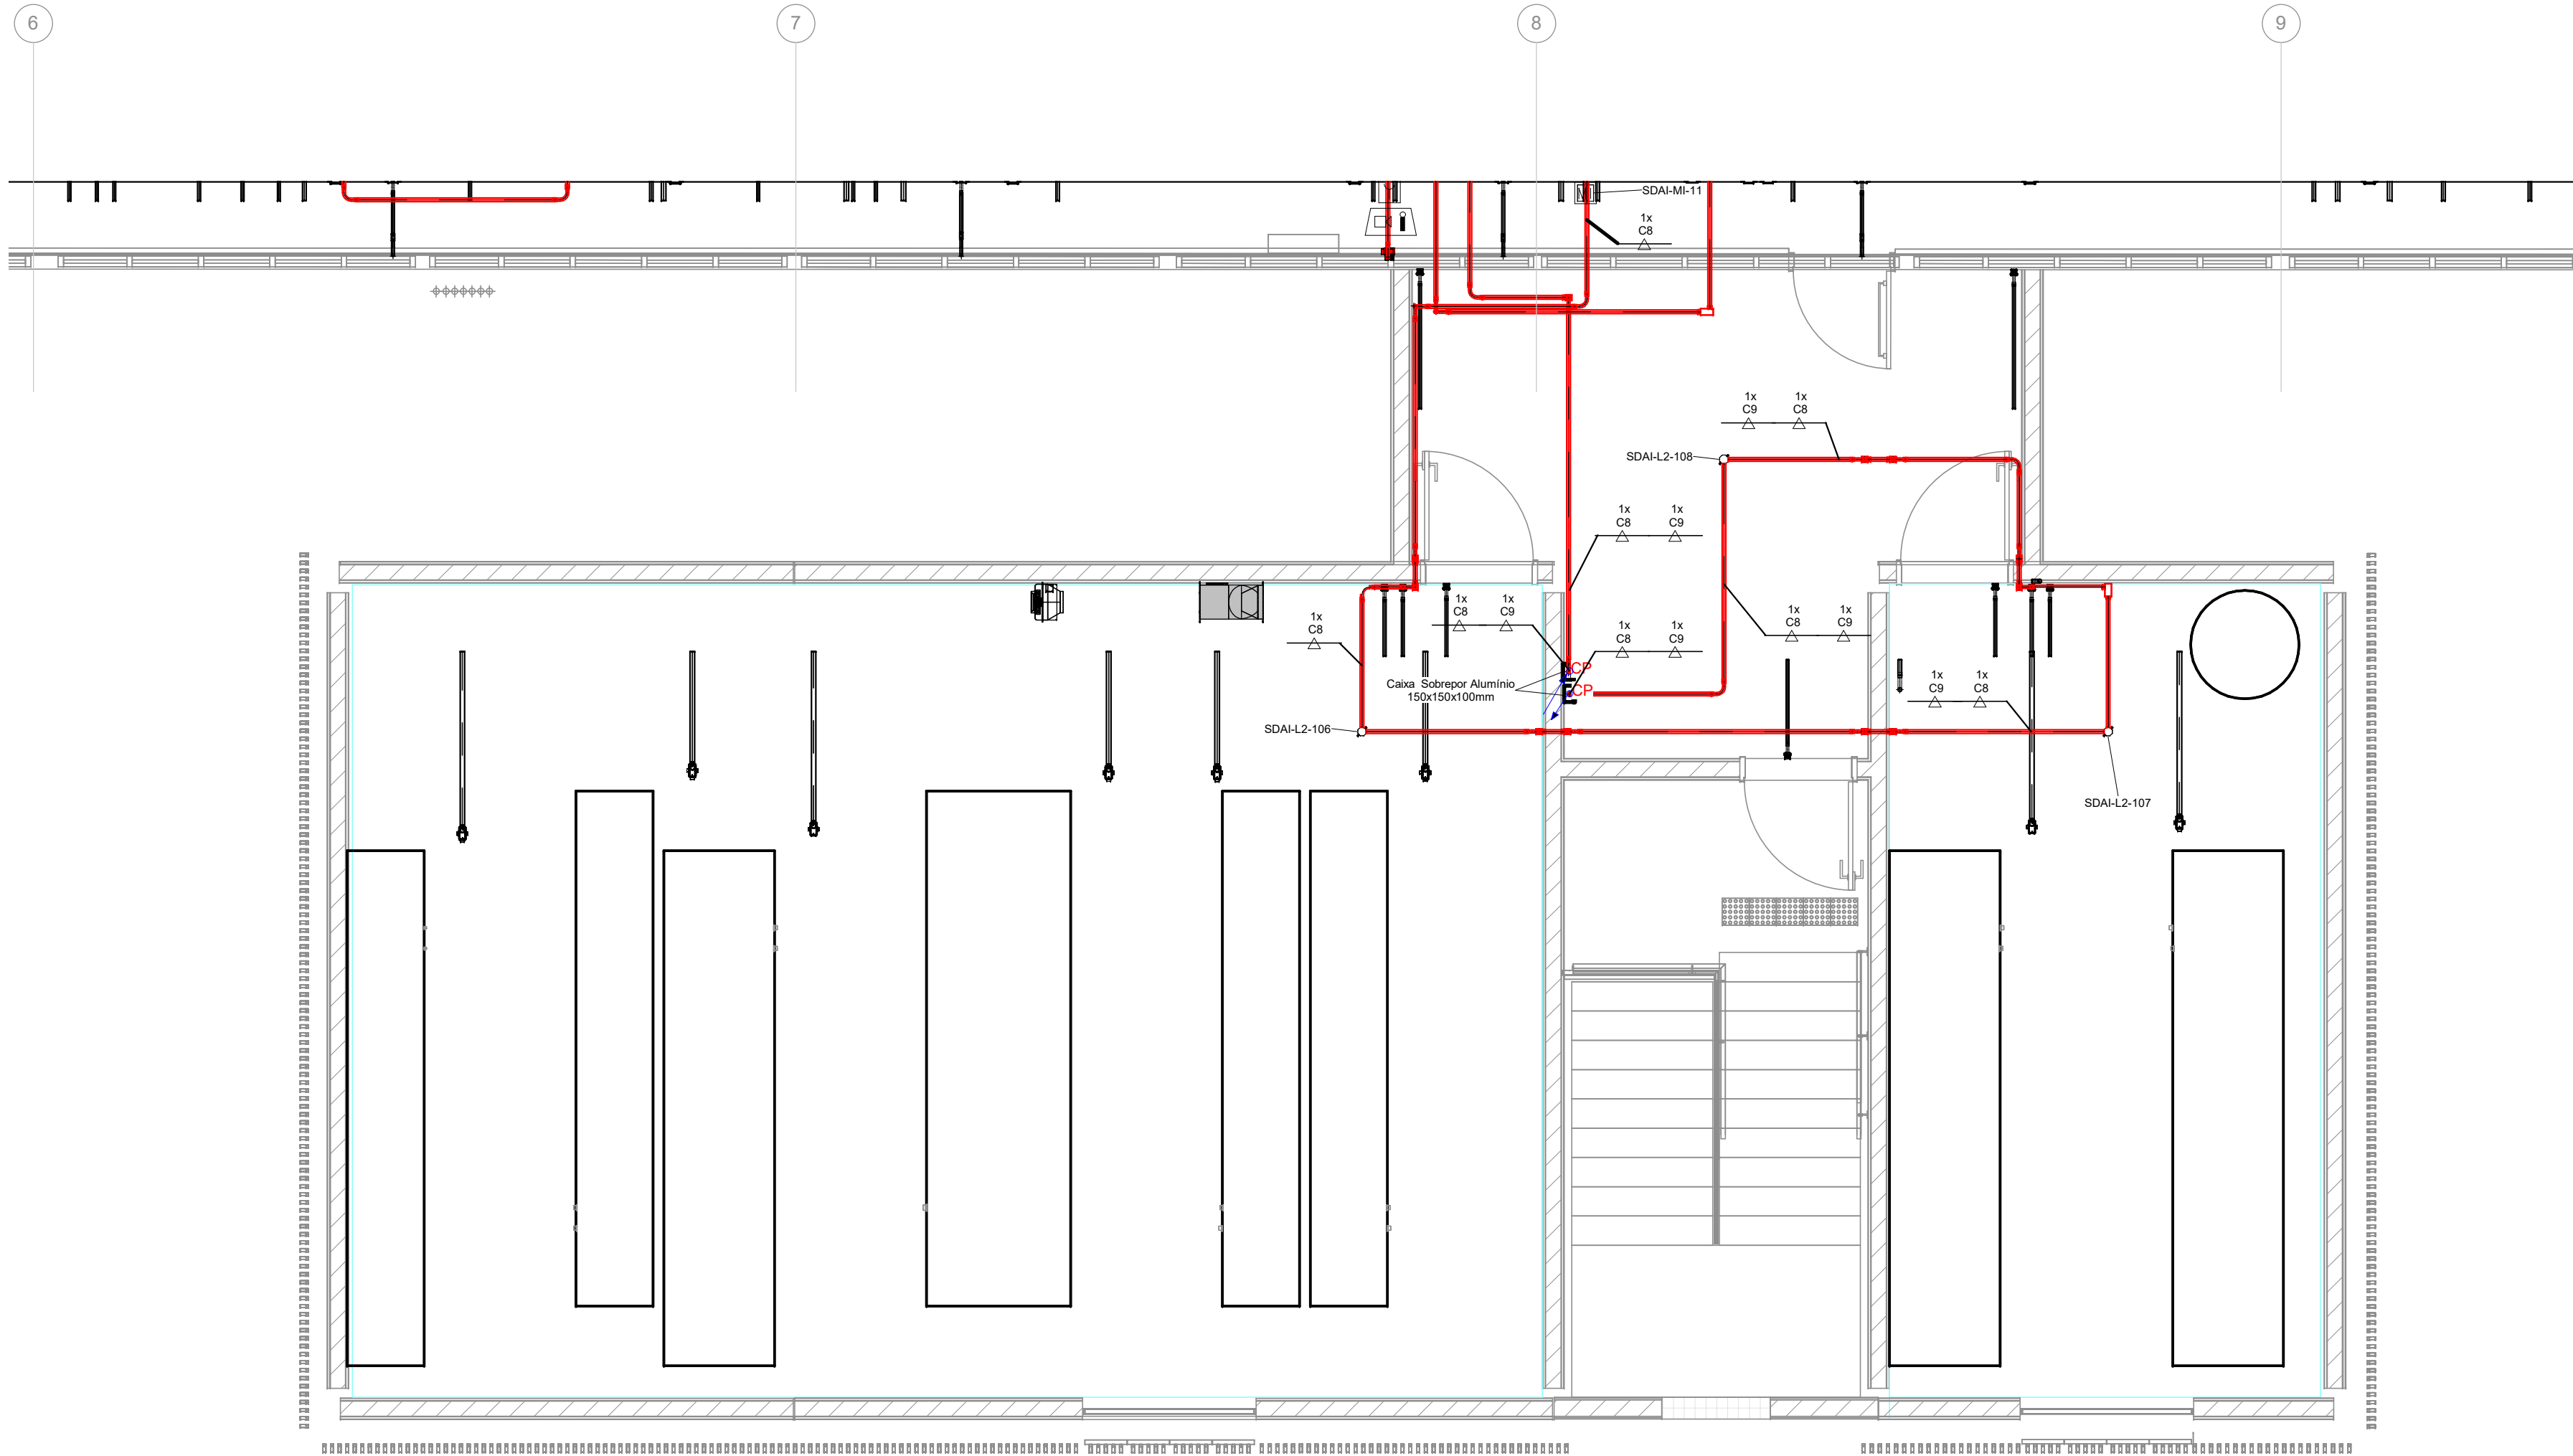 6
7
8
9
MI
SDAI-MI-11
1x
C8
1x
C9
1x
C8
SDAI-L2-108
1x
C8
1x
C9
1x
C8
1x
C8
1x
C9
1x
C8
1x
C9
1x
C8
1x
C9
CP
Caixa Sobrepor Alumínio
150x150x100mm
CP
1x
C9
1x
C8
SDAI-L2-106
SDAI-L2-107